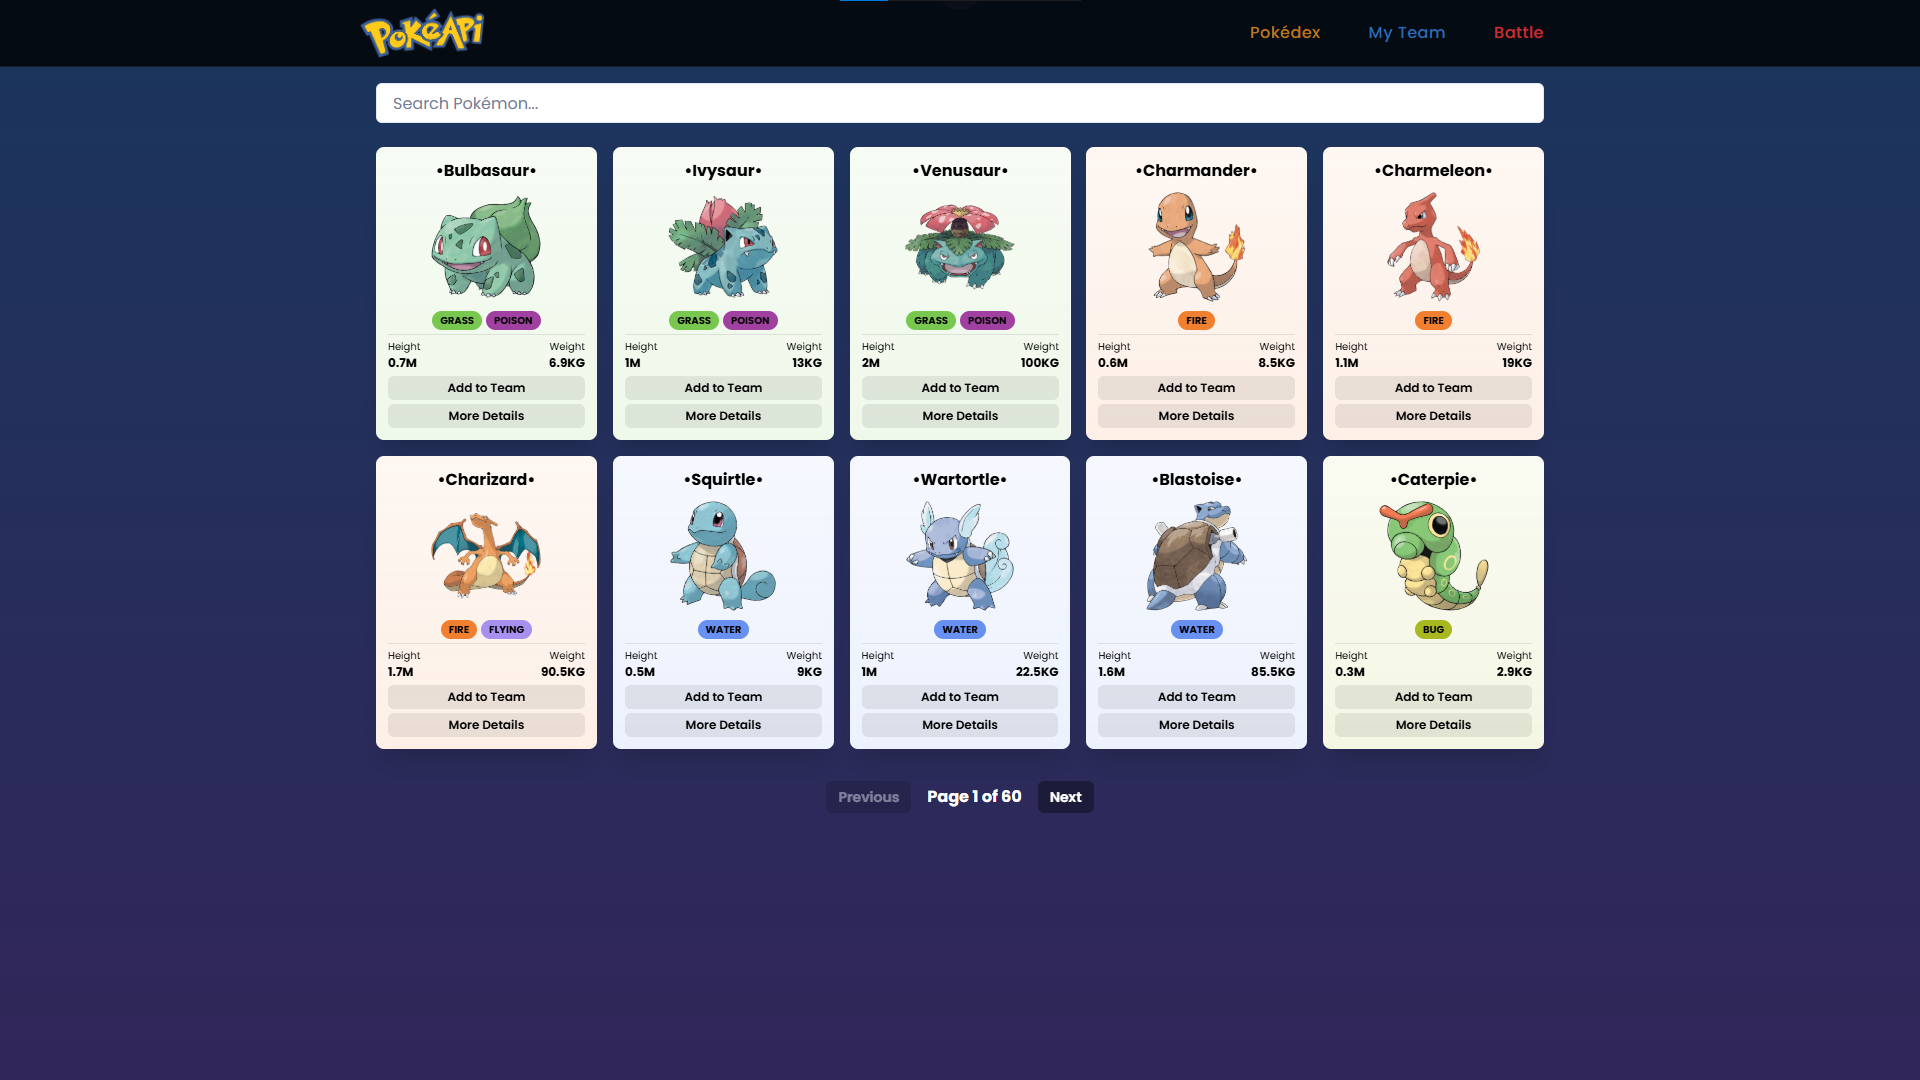 PokéApi
Pokédex My Team Battle
Search Pokémon...
•Bulbasaur• •Ivysaur• •Venusaur• •Charmander• •Charmeleon•
GRASS POISON GRASS POISON GRASS POISON FIRE FIRE
Height Weight Height Weight Height Weight Height Weight Height Weight
0.7M 6.9KG 1M 13KG 2M 100KG 0.6M 8.5KG 1.1M 19KG
Add to Team Add to Team Add to Team Add to Team Add to Team
More Details More Details More Details More Details More Details
•Charizard• •Squirtle• •Wartortle• •Blastoise• •Caterpie•
FIRE FLYING WATER WATER WATER BUG
Height Weight Height Weight Height Weight Height Weight Height Weight
1.7M 90.5KG 0.5M 9KG 1M 22.5KG 1.6M 85.5KG 0.3M 2.9KG
Add to Team Add to Team Add to Team Add to Team Add to Team
More Details More Details More Details More Details More Details
Previous Page 1 of 60 Next